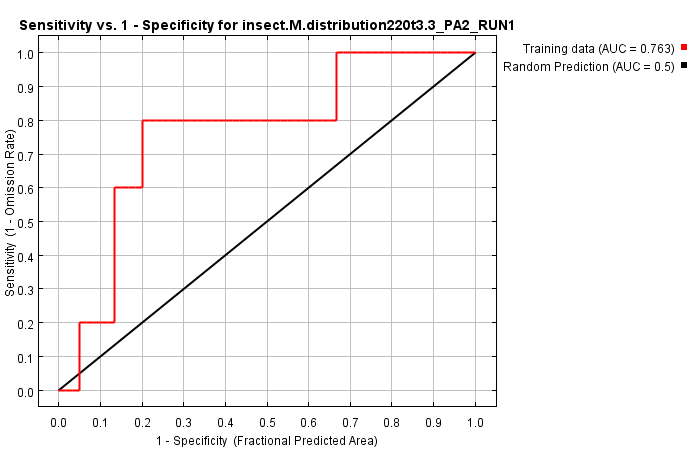 Sensitivity vs. 1 - Specificity for insect.M.distribution220t3.3_PA2_RUN1
Training data (AUC = 0.763)
Random Prediction (AUC = 0.5)
Sensitivity (1 - Omission Rate)
1.0
0.9
0.8
0.7
0.6
0.5
0.4
0.3
0.2
0.1
0.0
0.0 0.1 0.2 0.3 0.4 0.5 0.6 0.7 0.8 0.9 1.0
1 - Specificity (Fractional Predicted Area)